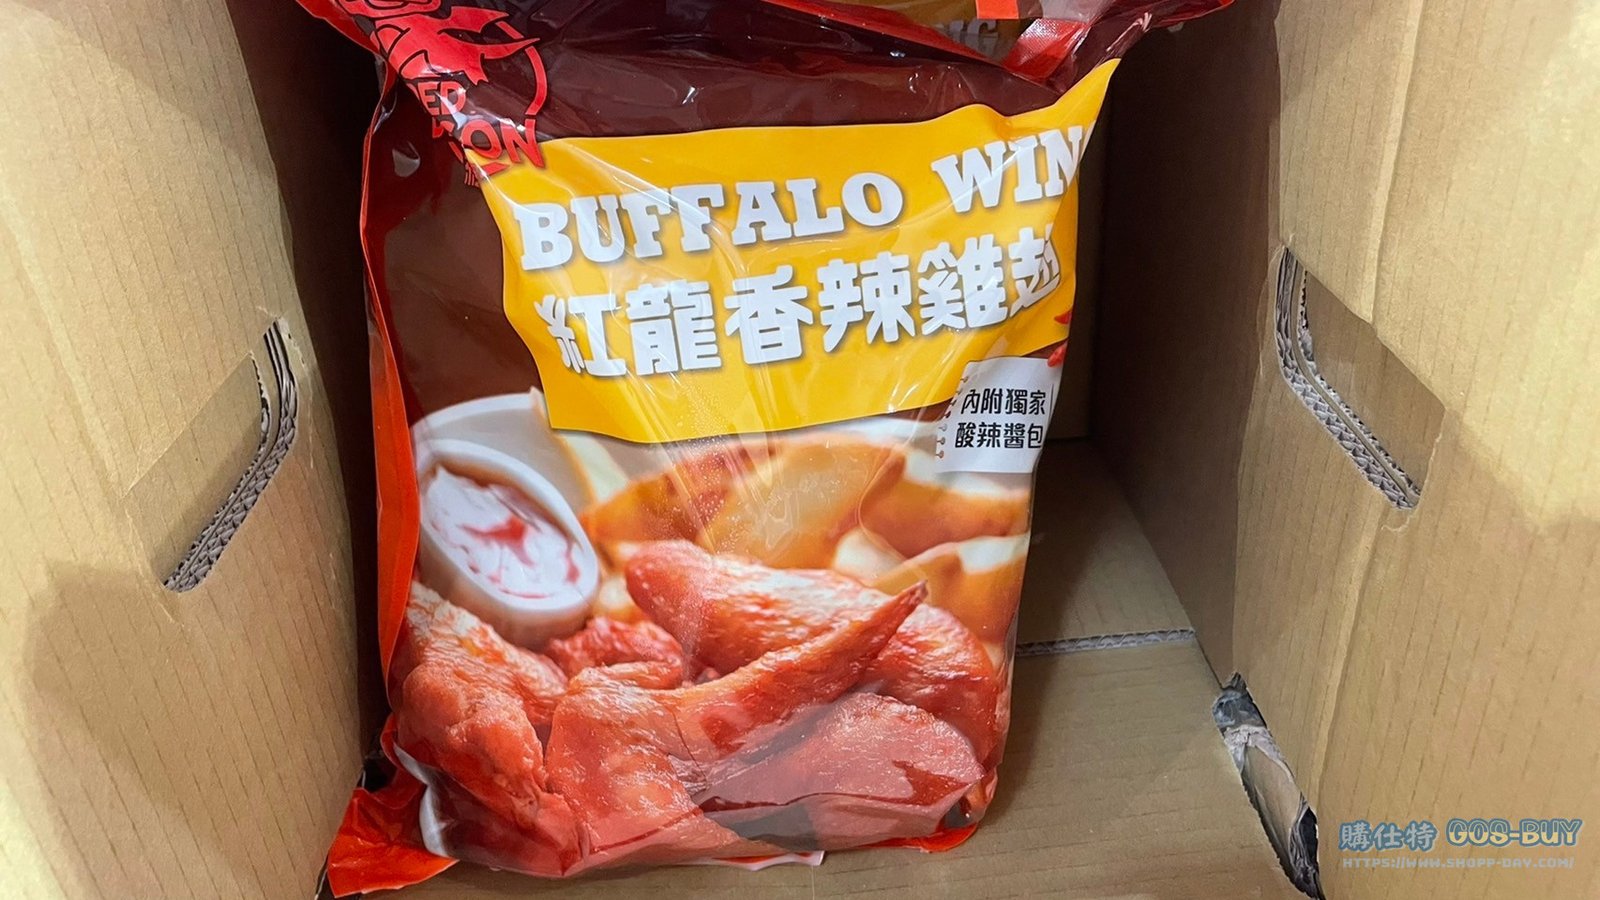 BUFFALO WIN
紅龍香辣雞翅
內附獨家
酸辣醬包
購仕特 GOS-BUY
HTTPS://WWW.SHOPP-DAY.COM/